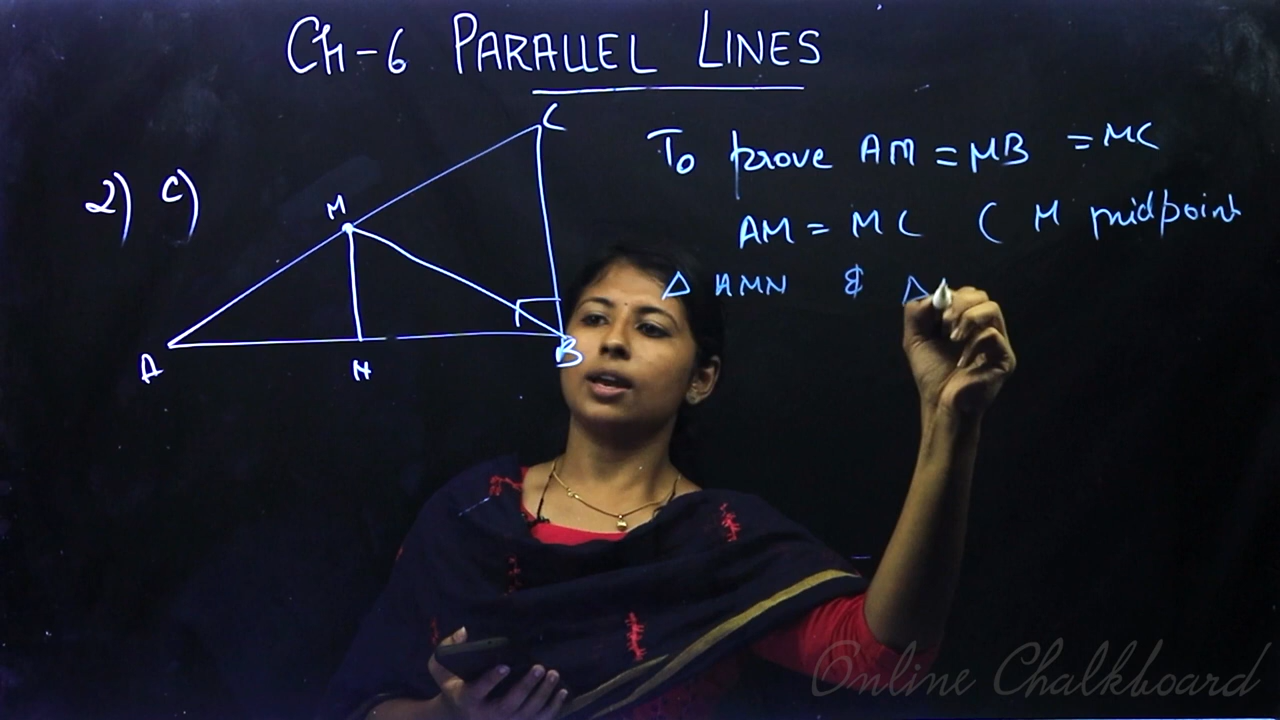 Ch-6 PARALLEL LINES
2) c)
C
M
A
N
B
To prove AM = MB = MC
AM = MC ( M midpoint
Δ AMN & Δ
Online Chalkboard